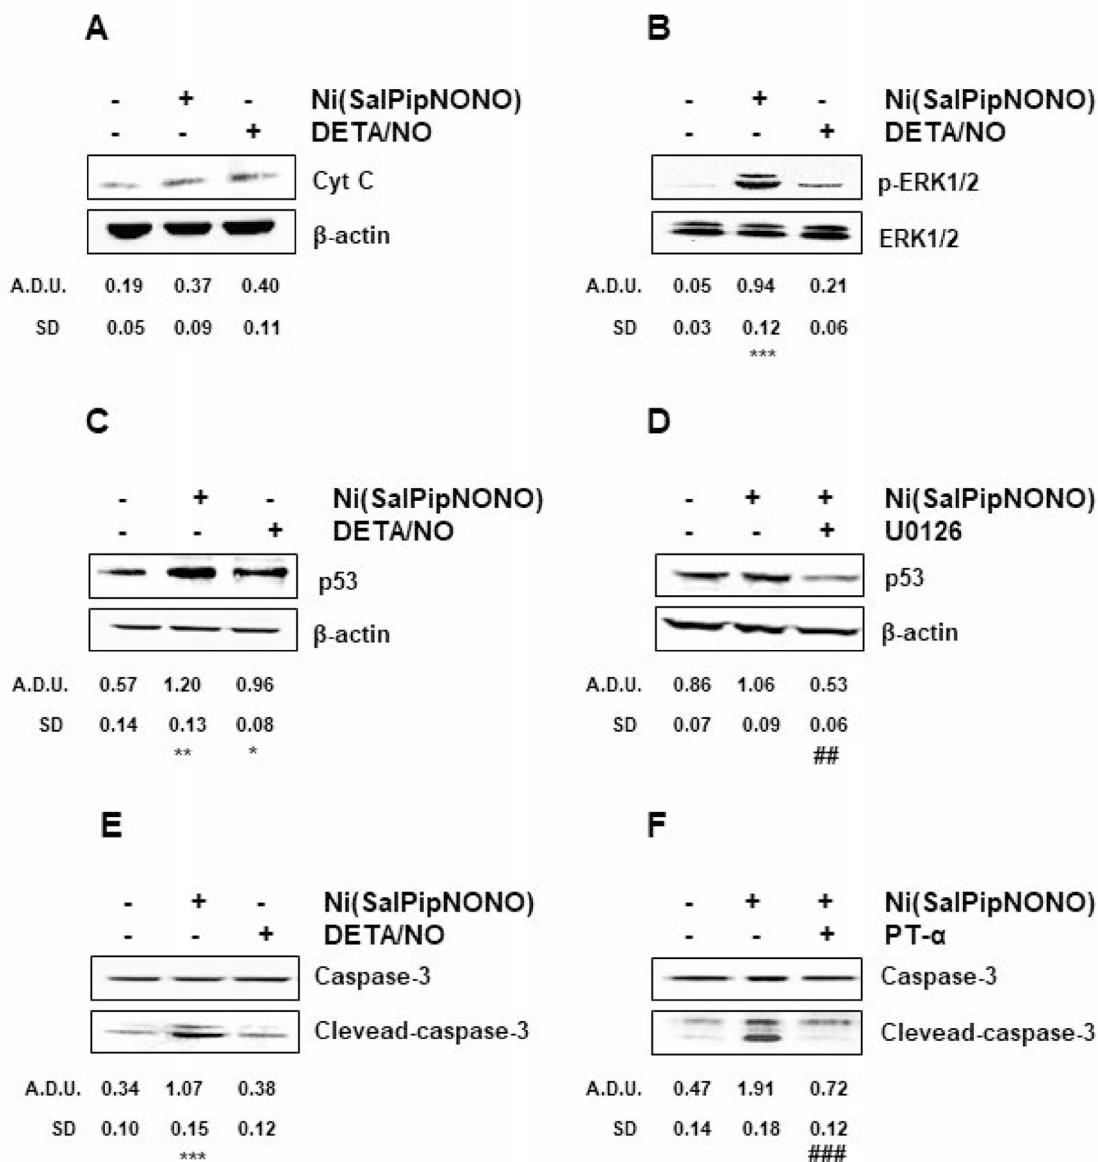 A
- + - Ni(SalPipNONO)
- - + DETA/NO
Cyt C
β-actin
A.D.U. 0.19 0.37 0.40
SD 0.05 0.09 0.11
B
- + - Ni(SalPipNONO)
- - + DETA/NO
p-ERK1/2
ERK1/2
A.D.U. 0.05 0.94 0.21
SD 0.03 0.12 0.06
***
C
- + - Ni(SalPipNONO)
- - + DETA/NO
p53
β-actin
A.D.U. 0.57 1.20 0.96
SD 0.14 0.13 0.08
** *
D
- + + Ni(SalPipNONO)
- - + U0126
p53
β-actin
A.D.U. 0.86 1.06 0.53
SD 0.07 0.09 0.06
##
E
- + - Ni(SalPipNONO)
- - + DETA/NO
Caspase-3
Clevead-caspase-3
A.D.U. 0.34 1.07 0.38
SD 0.10 0.15 0.12
***
F
- + + Ni(SalPipNONO)
- - + PT-α
Caspase-3
Clevead-caspase-3
A.D.U. 0.47 1.91 0.72
SD 0.14 0.18 0.12
###